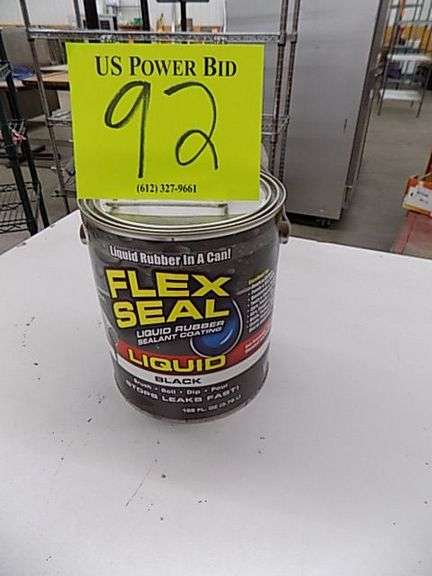 US POWER BID
92
(612) 327-9661
Liquid Rubber In A Can!
FLEX
SEAL
LIQUID RUBBER
SEALANT COATING
LIQUID
BLACK
Brush • Roll • Dip • Pour
STOPS LEAKS FAST!